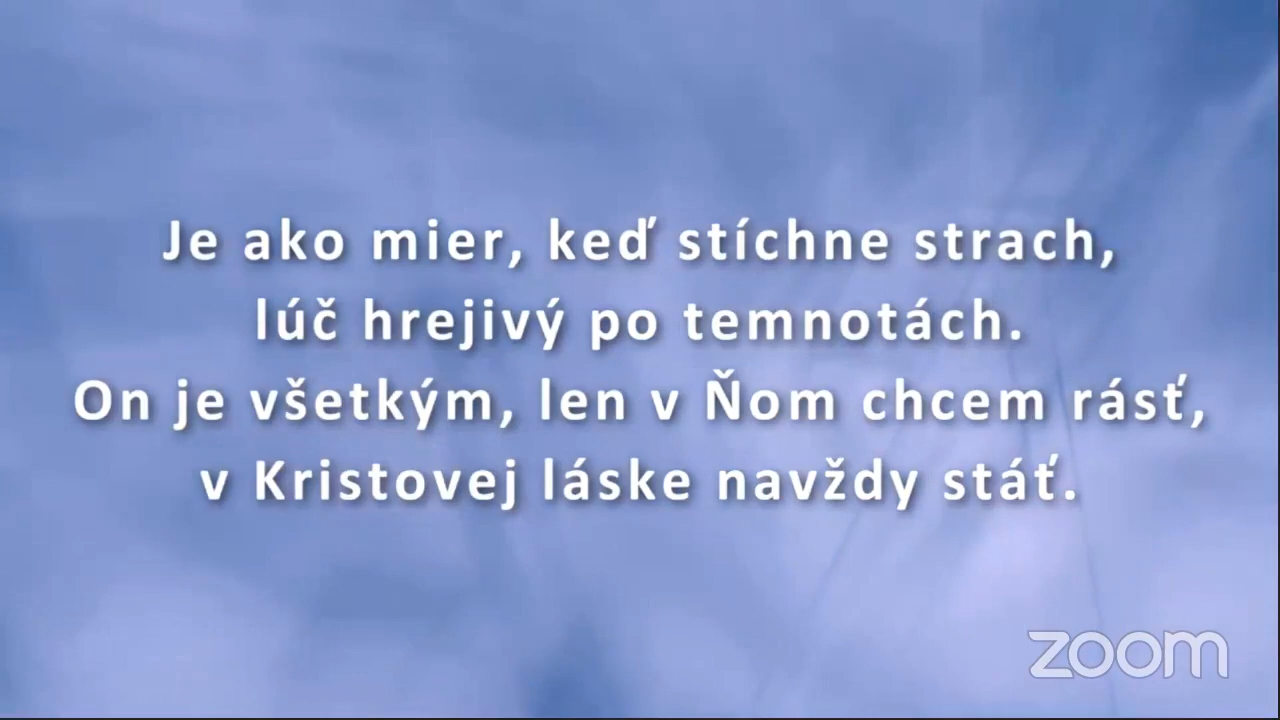 Je ako mier, keď stíchne strach,
lúč hrejivý po temnotách.
On je všetkým, len v Ňom chcem rásť,
v Kristovej láske navždy stáť.
zoom